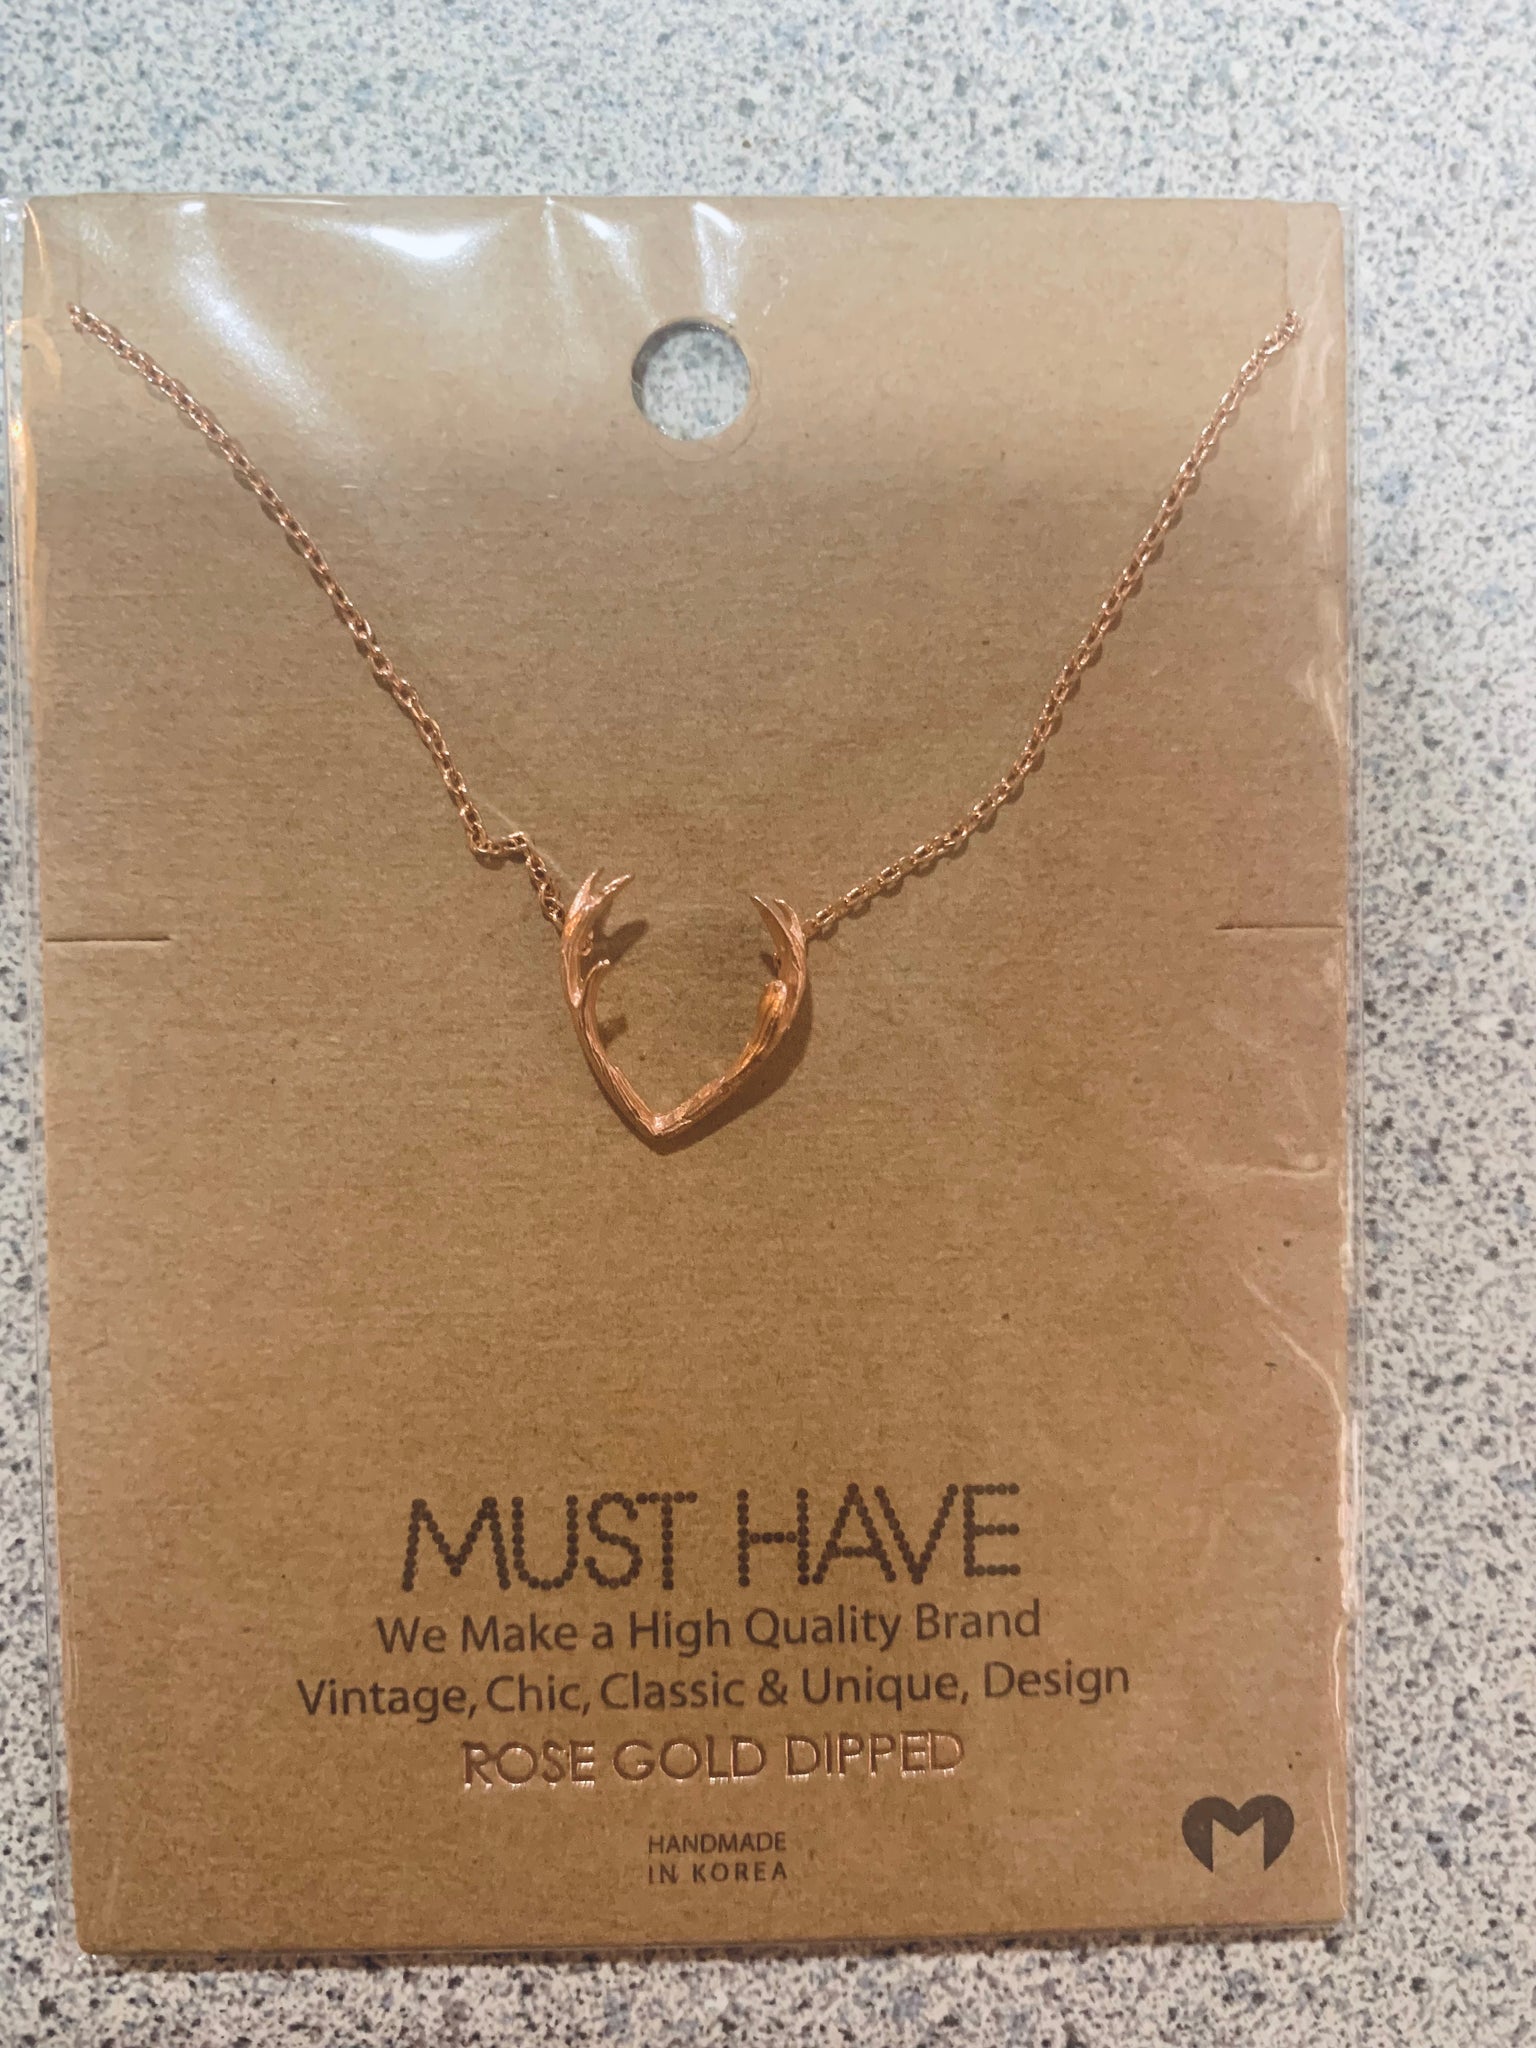 MUST HAVE
We Make a High Quality Brand
Vintage, Chic, Classic & Unique, Design
ROSE GOLD DIPPED
HANDMADE
IN KOREA
M